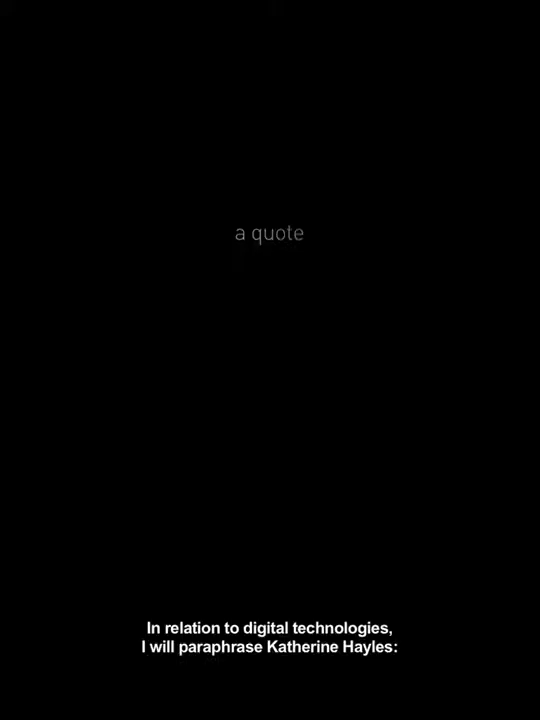 a quote
In relation to digital technologies,
I will paraphrase Katherine Hayles: